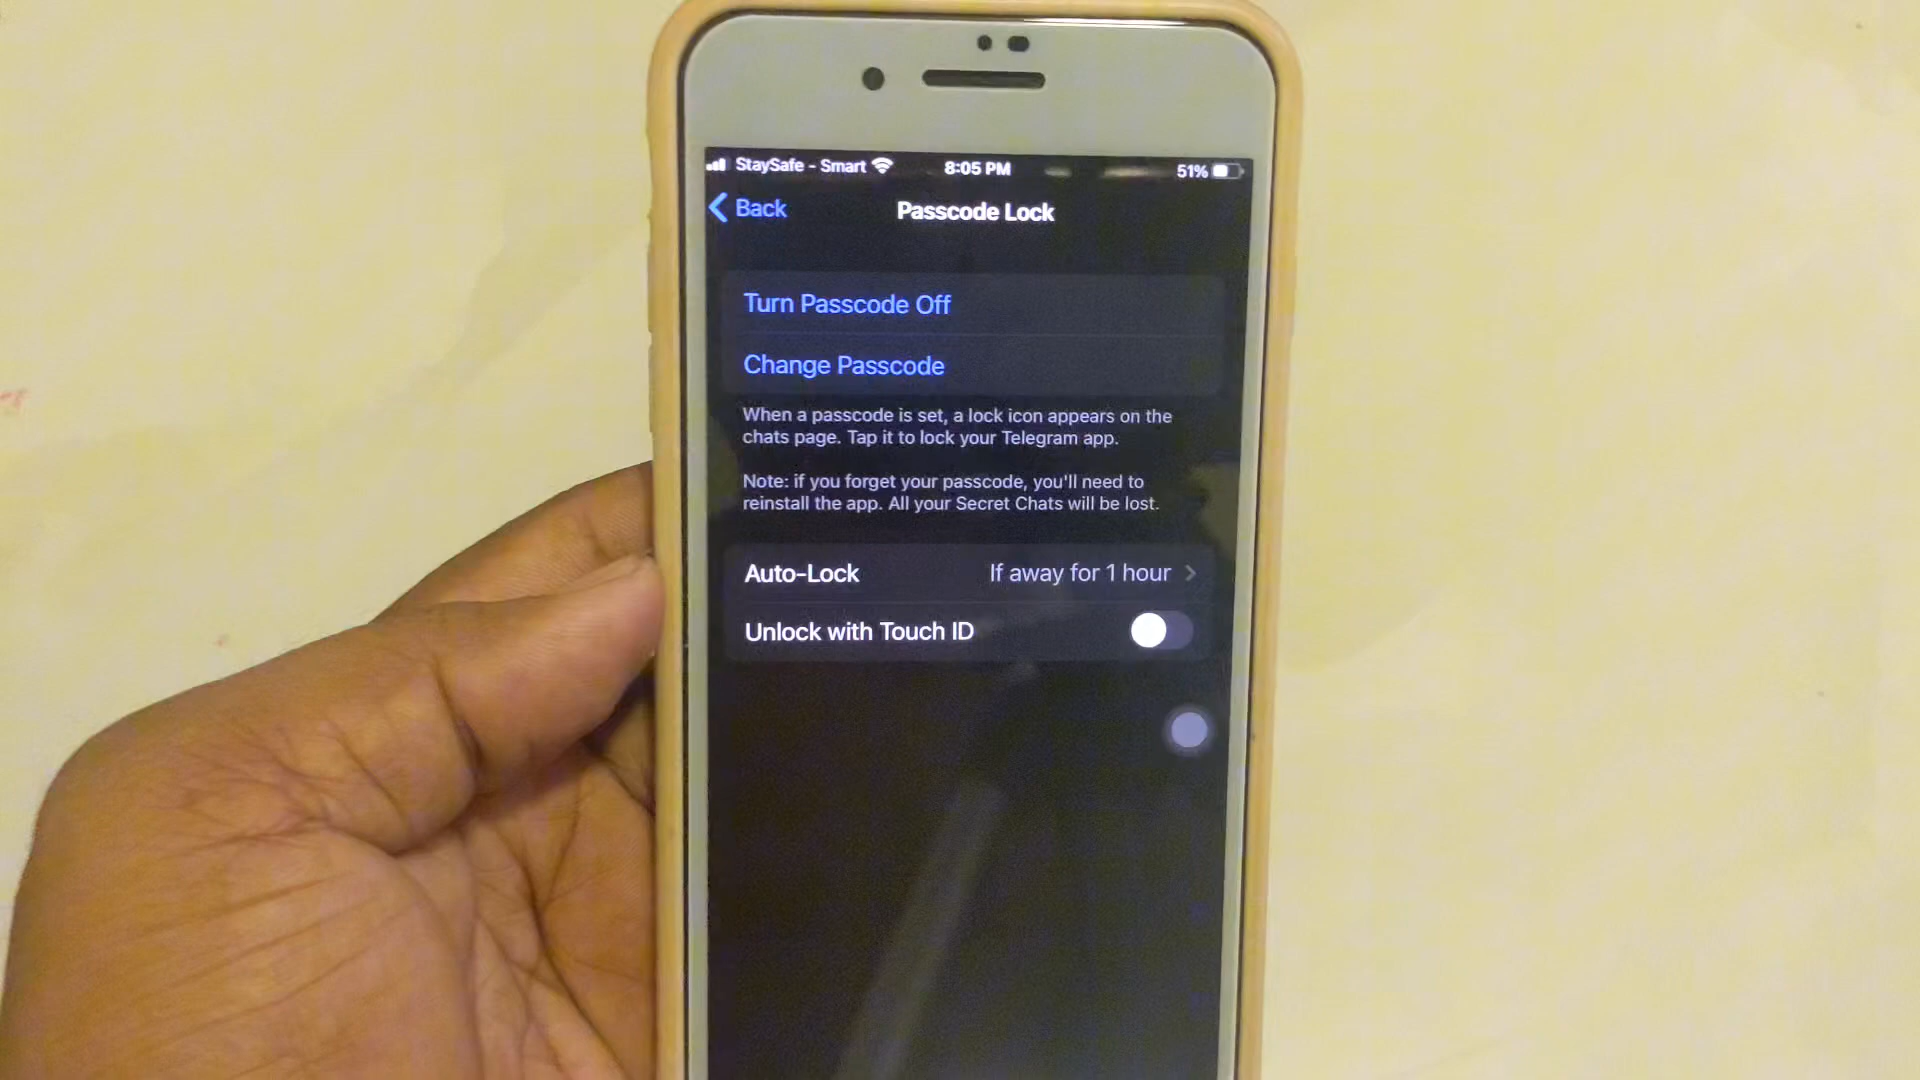 StaySafe - Smart 8:05 PM 51%
Back Passcode Lock
Turn Passcode Off
Change Passcode
When a passcode is set, a lock icon appears on the
chats page. Tap it to lock your Telegram app.
Note: if you forget your passcode, you'll need to
reinstall the app. All your Secret Chats will be lost.
Auto-Lock If away for 1 hour
Unlock with Touch ID